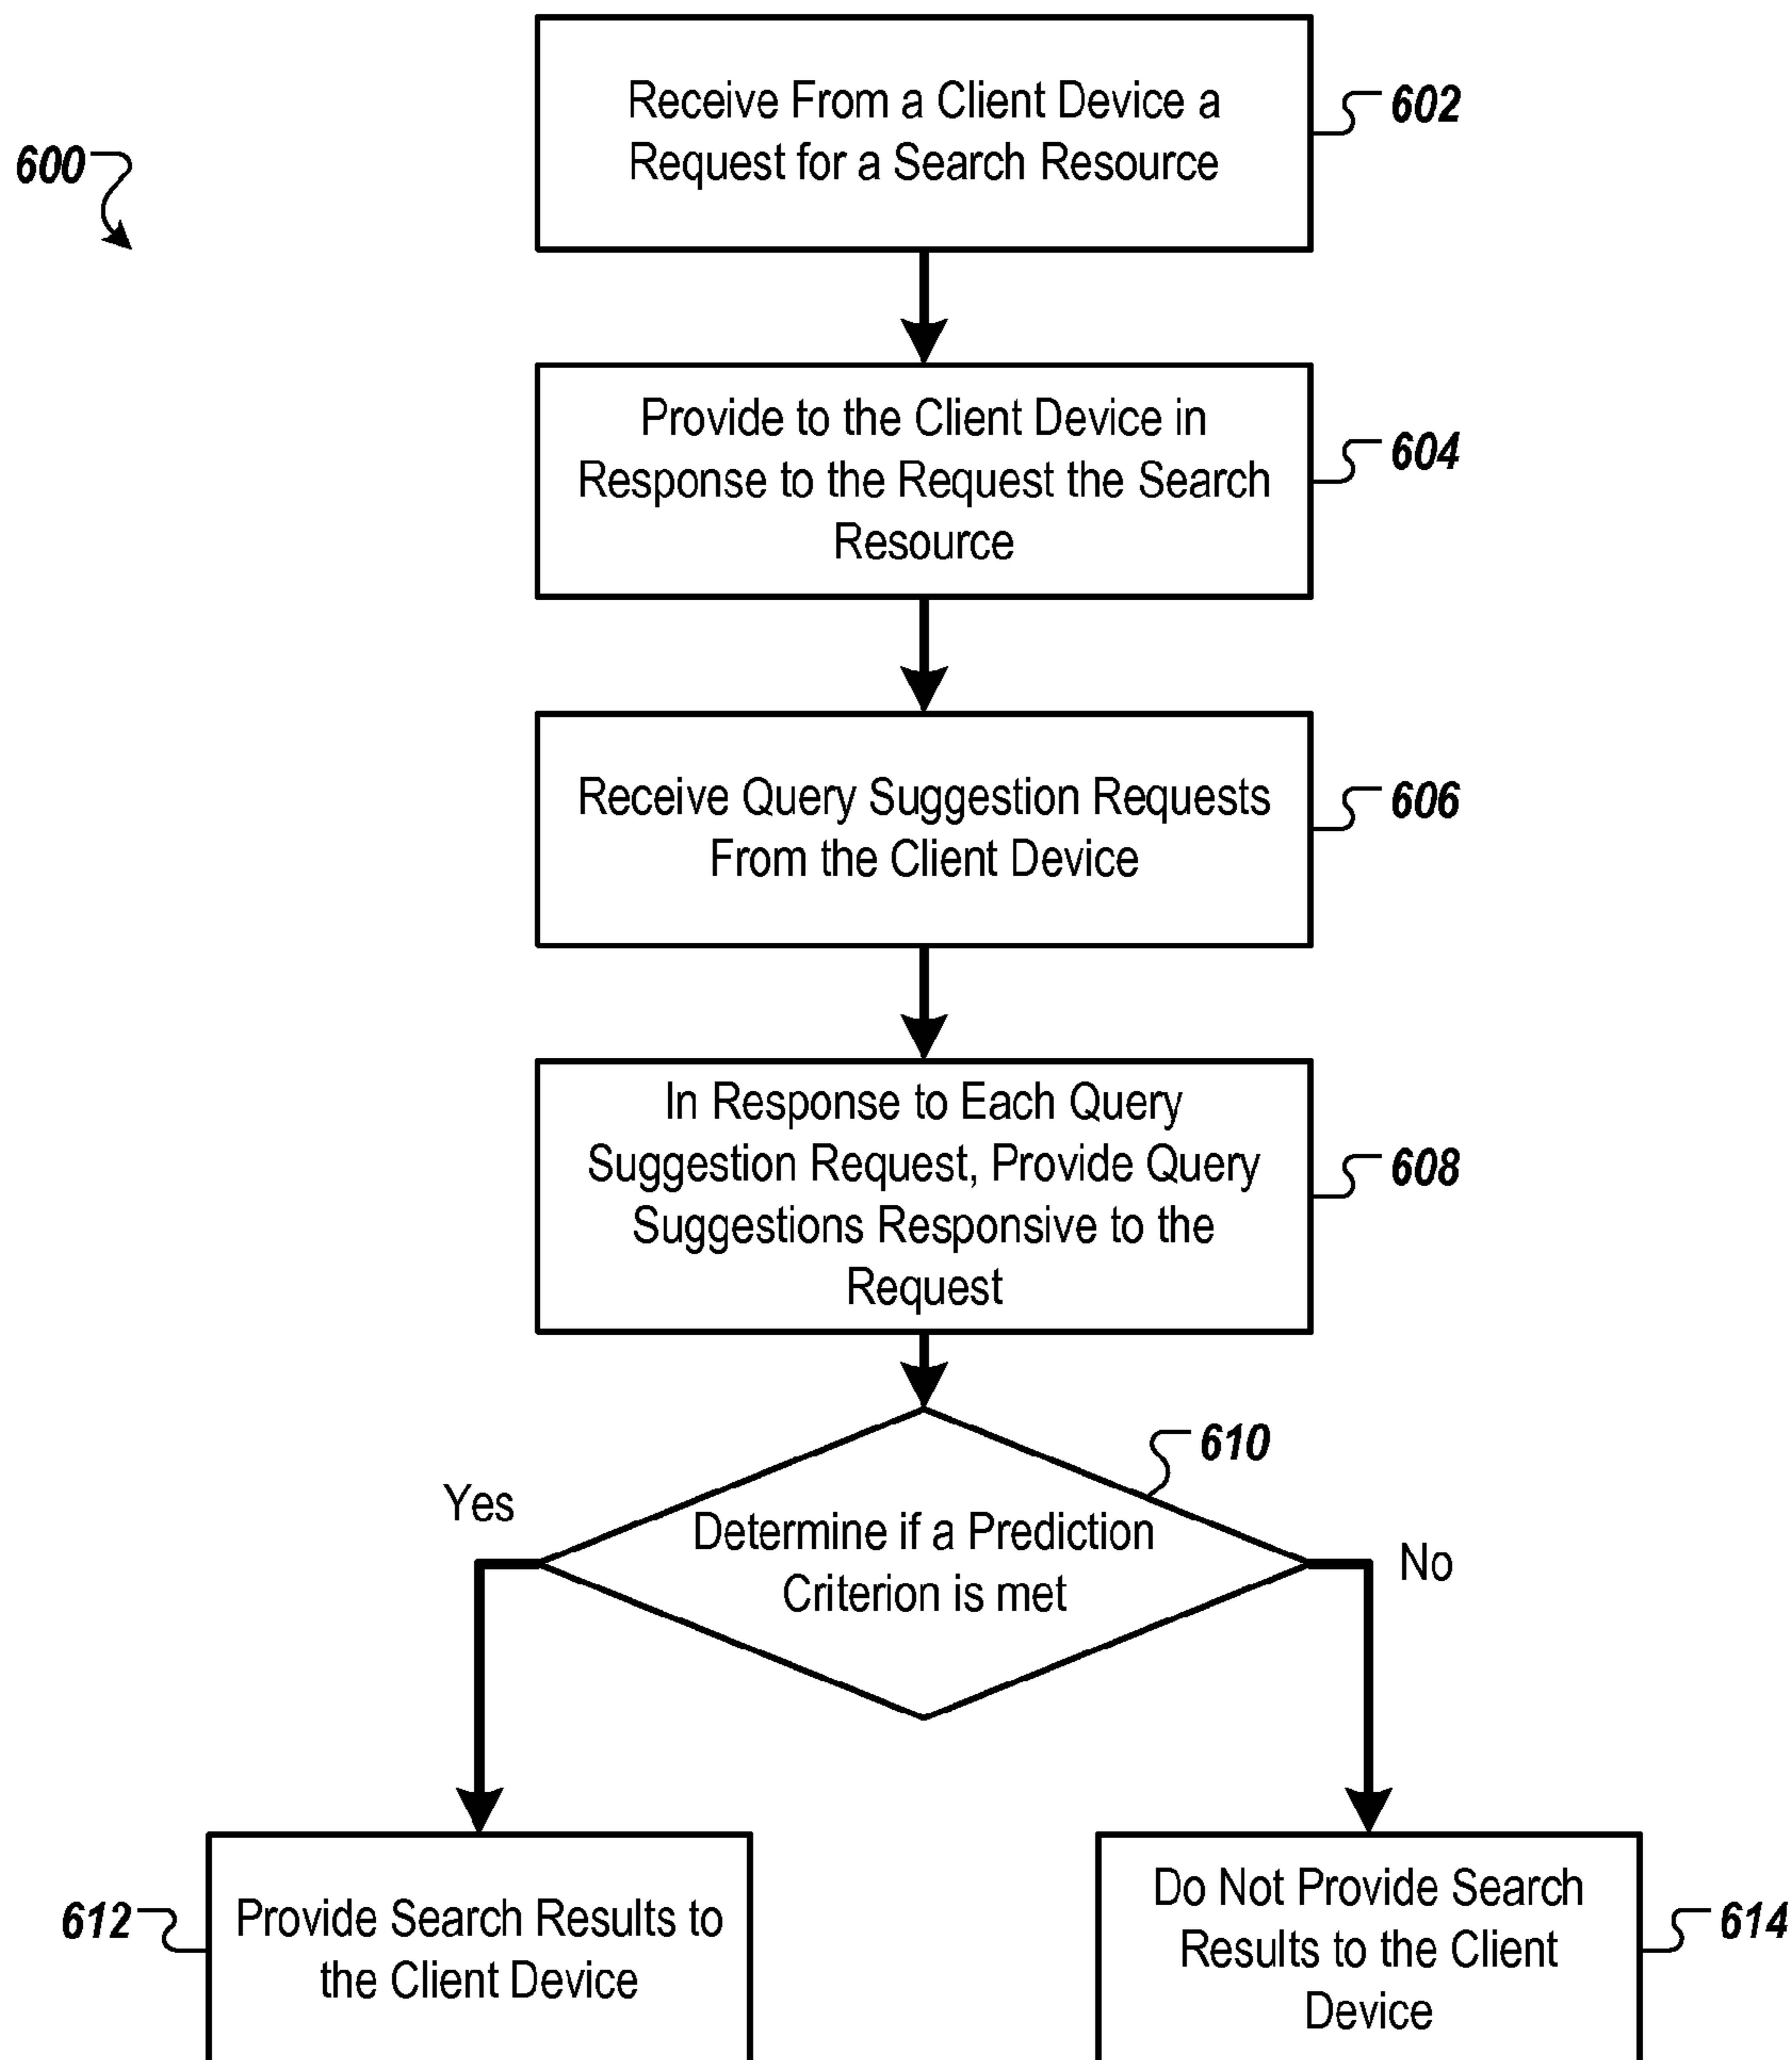 600
Receive From a Client Device a
Request for a Search Resource
602
Provide to the Client Device in
Response to the Request the Search
Resource
604
Receive Query Suggestion Requests
From the Client Device
606
In Response to Each Query
Suggestion Request, Provide Query
Suggestions Responsive to the
Request
608
610
Yes
Determine if a Prediction
Criterion is met
No
612
Provide Search Results to
the Client Device
Do Not Provide Search
Results to the Client
Device
614